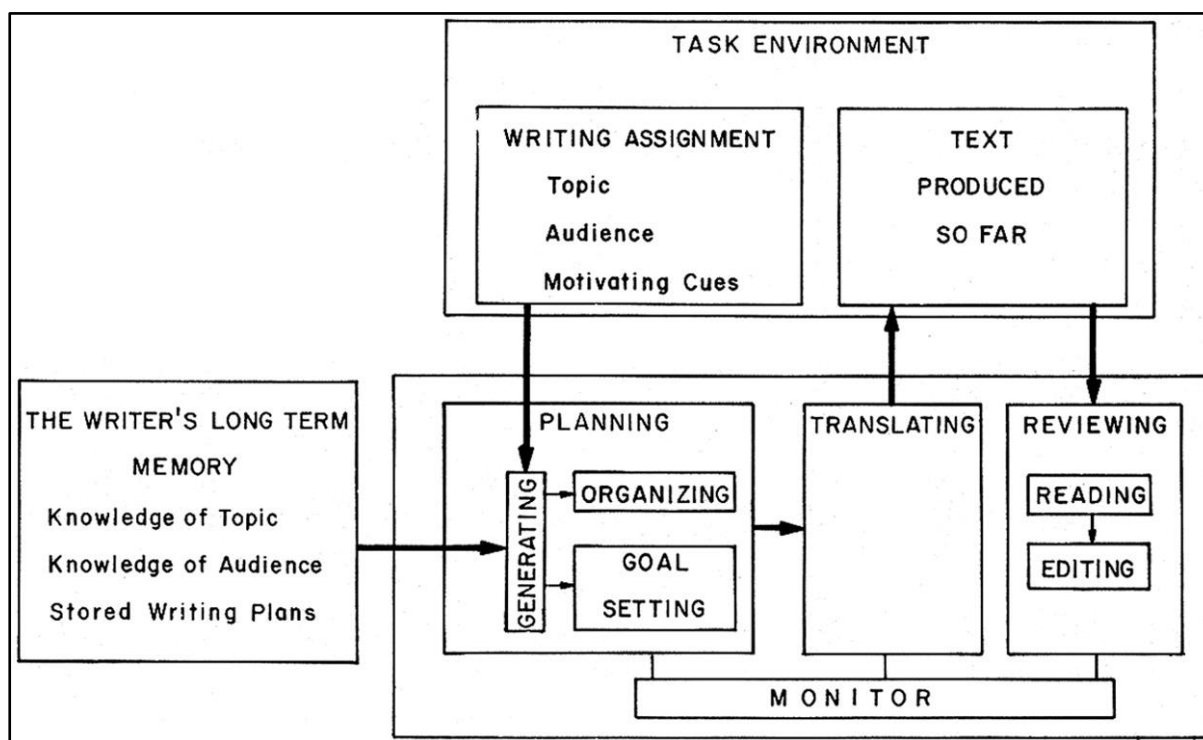 TASK ENVIRONMENT
WRITING ASSIGNMENT
Topic
Audience
Motivating Cues
TEXT
PRODUCED
SO FAR
THE WRITER'S LONG TERM
MEMORY
Knowledge of Topic
Knowledge of Audience
Stored Writing Plans
PLANNING
GENERATING
ORGANIZING
GOAL
SETTING
TRANSLATING
REVIEWING
READING
EDITING
MONITOR